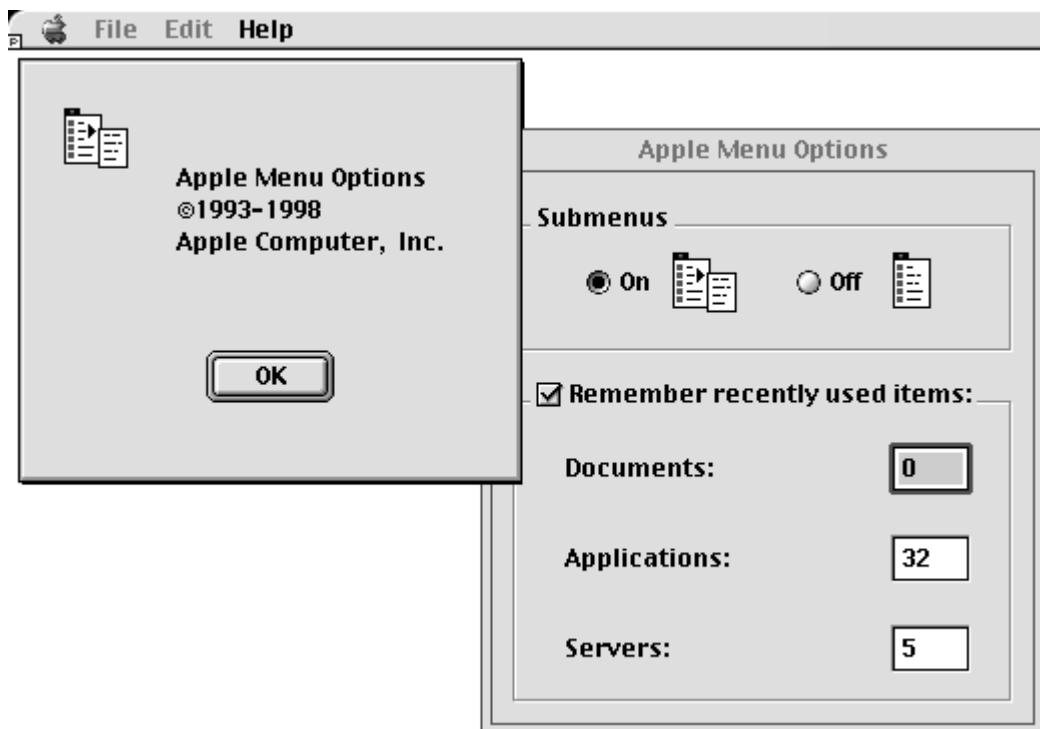 File Edit Help
Apple Menu Options
©1993-1998
Apple Computer, Inc.
OK
Apple Menu Options
Submenus
On Off
Remember recently used items:
Documents: 0
Applications: 32
Servers: 5